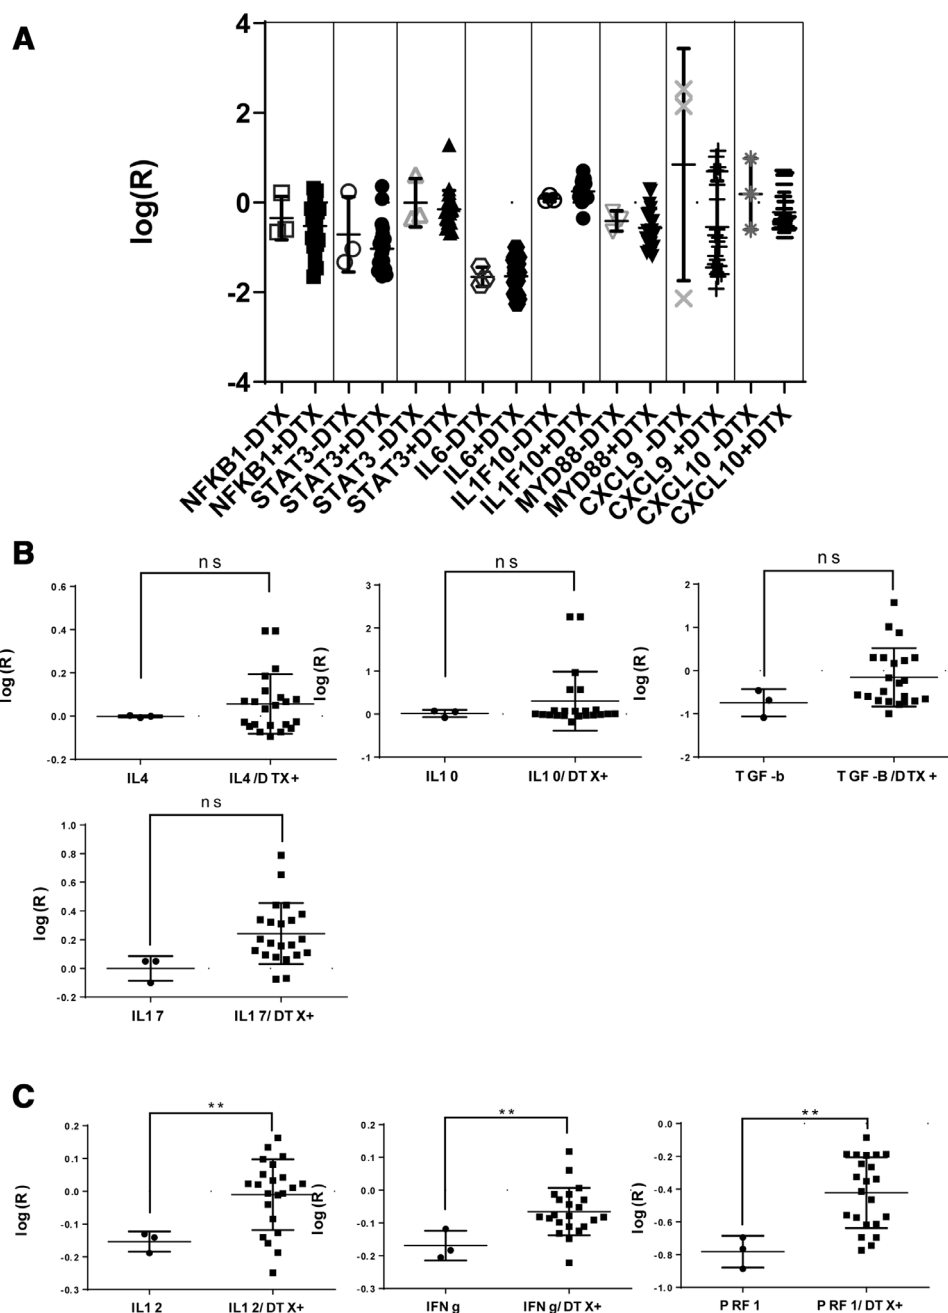 A
log(R)
4
2
0
-2
-4
NFKB1-DTX
NFKB1+DTX
STAT3-DTX
STAT3+DTX
STAT3 -DTX
STAT3+DTX
IL6-DTX
IL6+DTX
IL1F10-DTX
IL1F10+DTX
MYD88-DTX
MYD88+DTX
CXCL9 -DTX
CXCL9 +DTX
CXCL10 -DTX
CXCL10+DTX
B
ns
log(R)
0.6
0.4
0.2
0.0
-0.2
IL4
IL4/DTX+
ns
log(R)
3
2
1
0
-1
IL10
IL10/DTX+
ns
log(R)
2
1
0
-1
-2
TGF-b
TGF-B/DTX+
ns
log(R)
1.0
0.8
0.6
0.4
0.2
0.0
-0.2
IL17
IL17/DTX+
C
**
log(R)
0.2
0.1
0.0
-0.1
-0.2
-0.3
IL12
IL12/DTX+
**
log(R)
0.2
0.1
0.0
-0.1
-0.2
-0.3
IFNg
IFNg/DTX+
**
log(R)
0.0
-0.2
-0.4
-0.6
-0.8
-1.0
PRF1
PRF1/DTX+